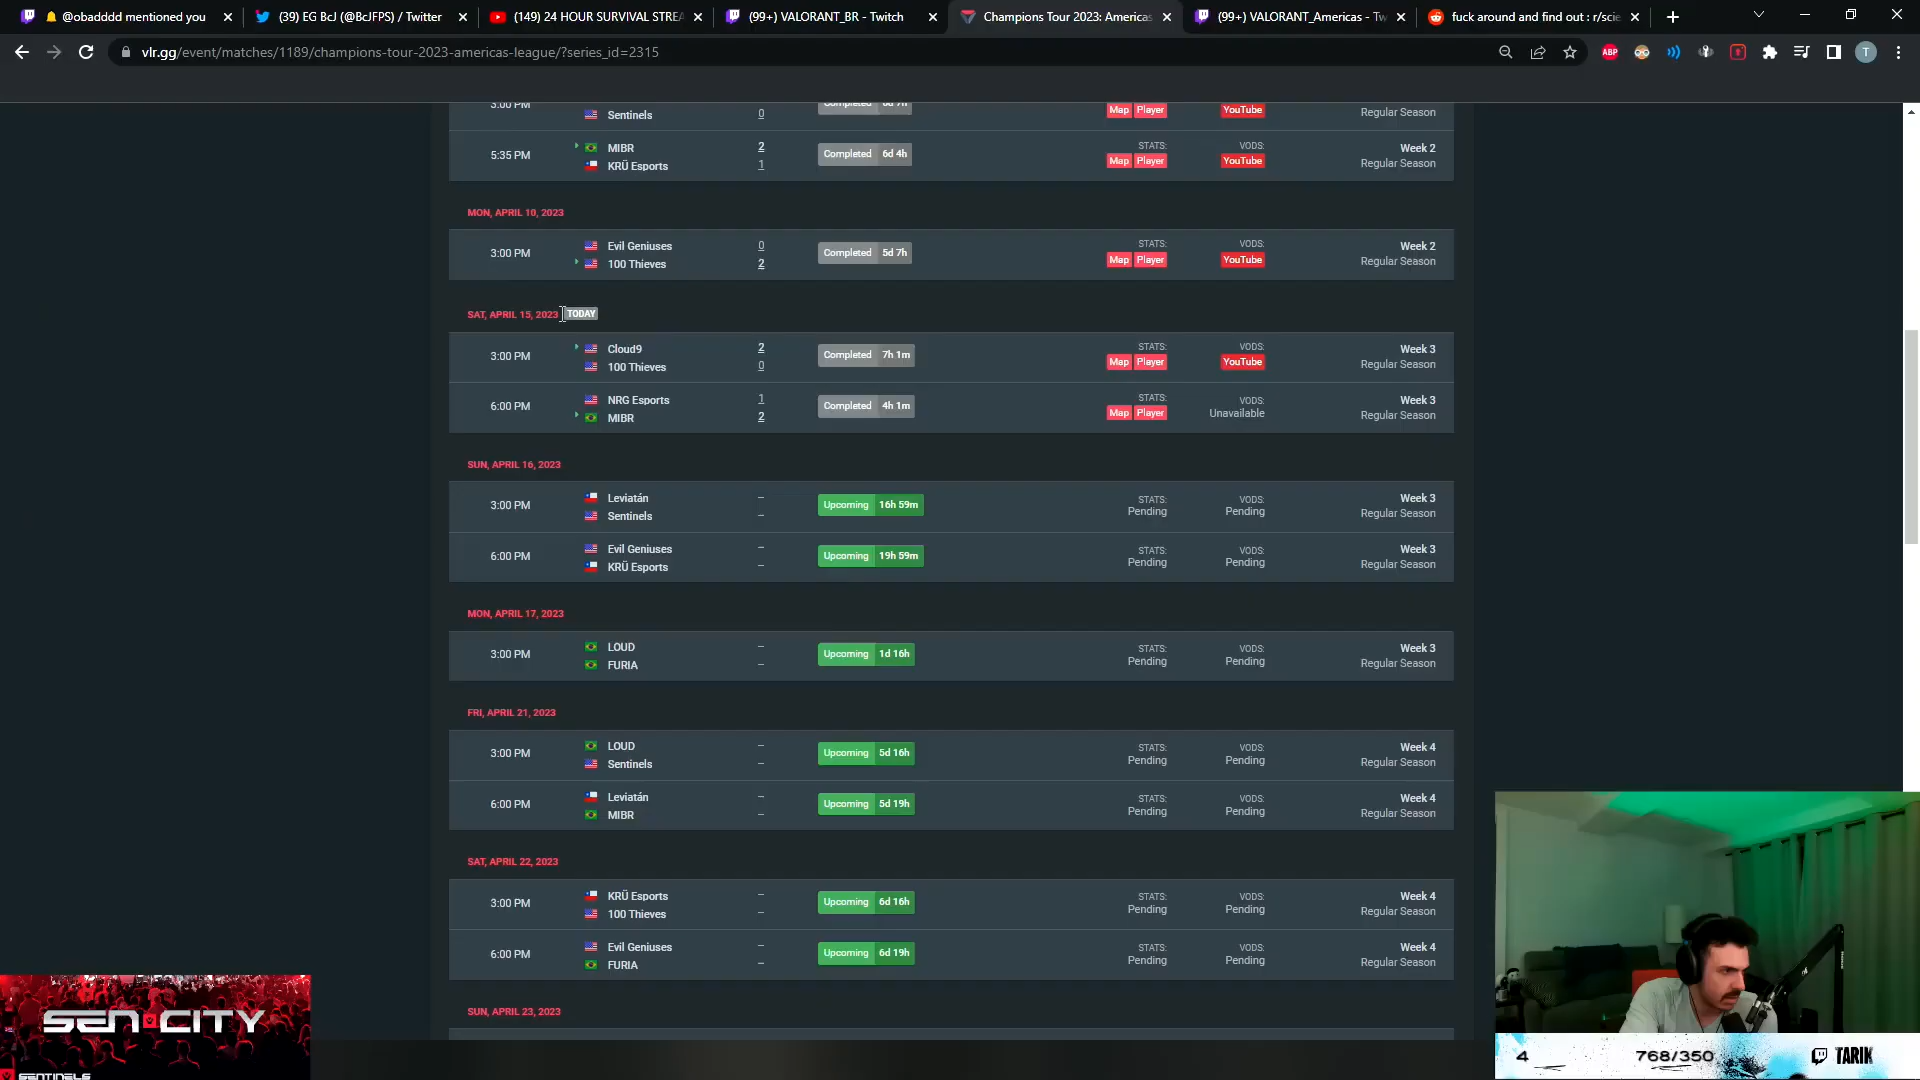 @obadddd mentioned you
(39) EG BcJ (@BcJFPS) / Twitter
(149) 24 HOUR SURVIVAL STREA
(99+) VALORANT_BR - Twitch
Champions Tour 2023: Americas
(99+) VALORANT_Americas - Tw
fuck around and find out : r/scie
vlr.gg/event/matches/1189/champions-tour-2023-americas-league/?series_id=2315
ABP
T
3:00 PM Sentinels 0 Completed Map Player YouTube Regular Season
5:35 PM MIBR 2 Completed 6d 4h STATS: VODS: Week 2
KRÜ Esports 1 Map Player YouTube Regular Season
MON, APRIL 10, 2023
3:00 PM Evil Geniuses 0 Completed 5d 7h STATS: VODS: Week 2
100 Thieves 2 Map Player YouTube Regular Season
SAT, APRIL 15, 2023 TODAY
3:00 PM Cloud9 2 Completed 7h 1m STATS: VODS: Week 3
100 Thieves 0 Map Player YouTube Regular Season
6:00 PM NRG Esports 1 Completed 4h 1m STATS: VODS: Week 3
MIBR 2 Map Player Unavailable Regular Season
SUN, APRIL 16, 2023
3:00 PM Leviatán – Upcoming 16h 59m STATS: VODS: Week 3
Sentinels – Pending Pending Regular Season
6:00 PM Evil Geniuses – Upcoming 19h 59m STATS: VODS: Week 3
KRÜ Esports – Pending Pending Regular Season
MON, APRIL 17, 2023
3:00 PM LOUD – Upcoming 1d 16h STATS: VODS: Week 3
FURIA – Pending Pending Regular Season
FRI, APRIL 21, 2023
3:00 PM LOUD – Upcoming 5d 16h STATS: VODS: Week 4
Sentinels – Pending Pending Regular Season
6:00 PM Leviatán – Upcoming 5d 19h STATS: VODS: Week 4
MIBR – Pending Pending Regular Season
SAT, APRIL 22, 2023
3:00 PM KRÜ Esports – Upcoming 6d 16h STATS: VODS: Week 4
100 Thieves – Pending Pending Regular Season
6:00 PM Evil Geniuses – Upcoming 6d 19h STATS: VODS: Week 4
FURIA – Pending Pending Regular Season
SUN, APRIL 23, 2023
SEN CITY
SENTINELS
4 768/350 TARIK